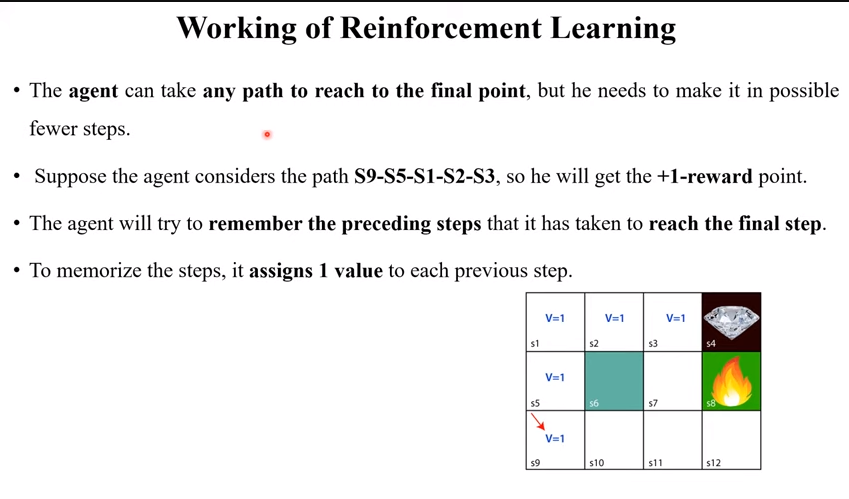 Working of Reinforcement Learning
• The agent can take any path to reach to the final point, but he needs to make it in possible
fewer steps.
• Suppose the agent considers the path S9-S5-S1-S2-S3, so he will get the +1-reward point.
• The agent will try to remember the preceding steps that it has taken to reach the final step.
• To memorize the steps, it assigns 1 value to each previous step.
V=1 V=1 V=1
s1 s2 s3 s4
V=1
s5 s6 s7 s8
V=1
s9 s10 s11 s12